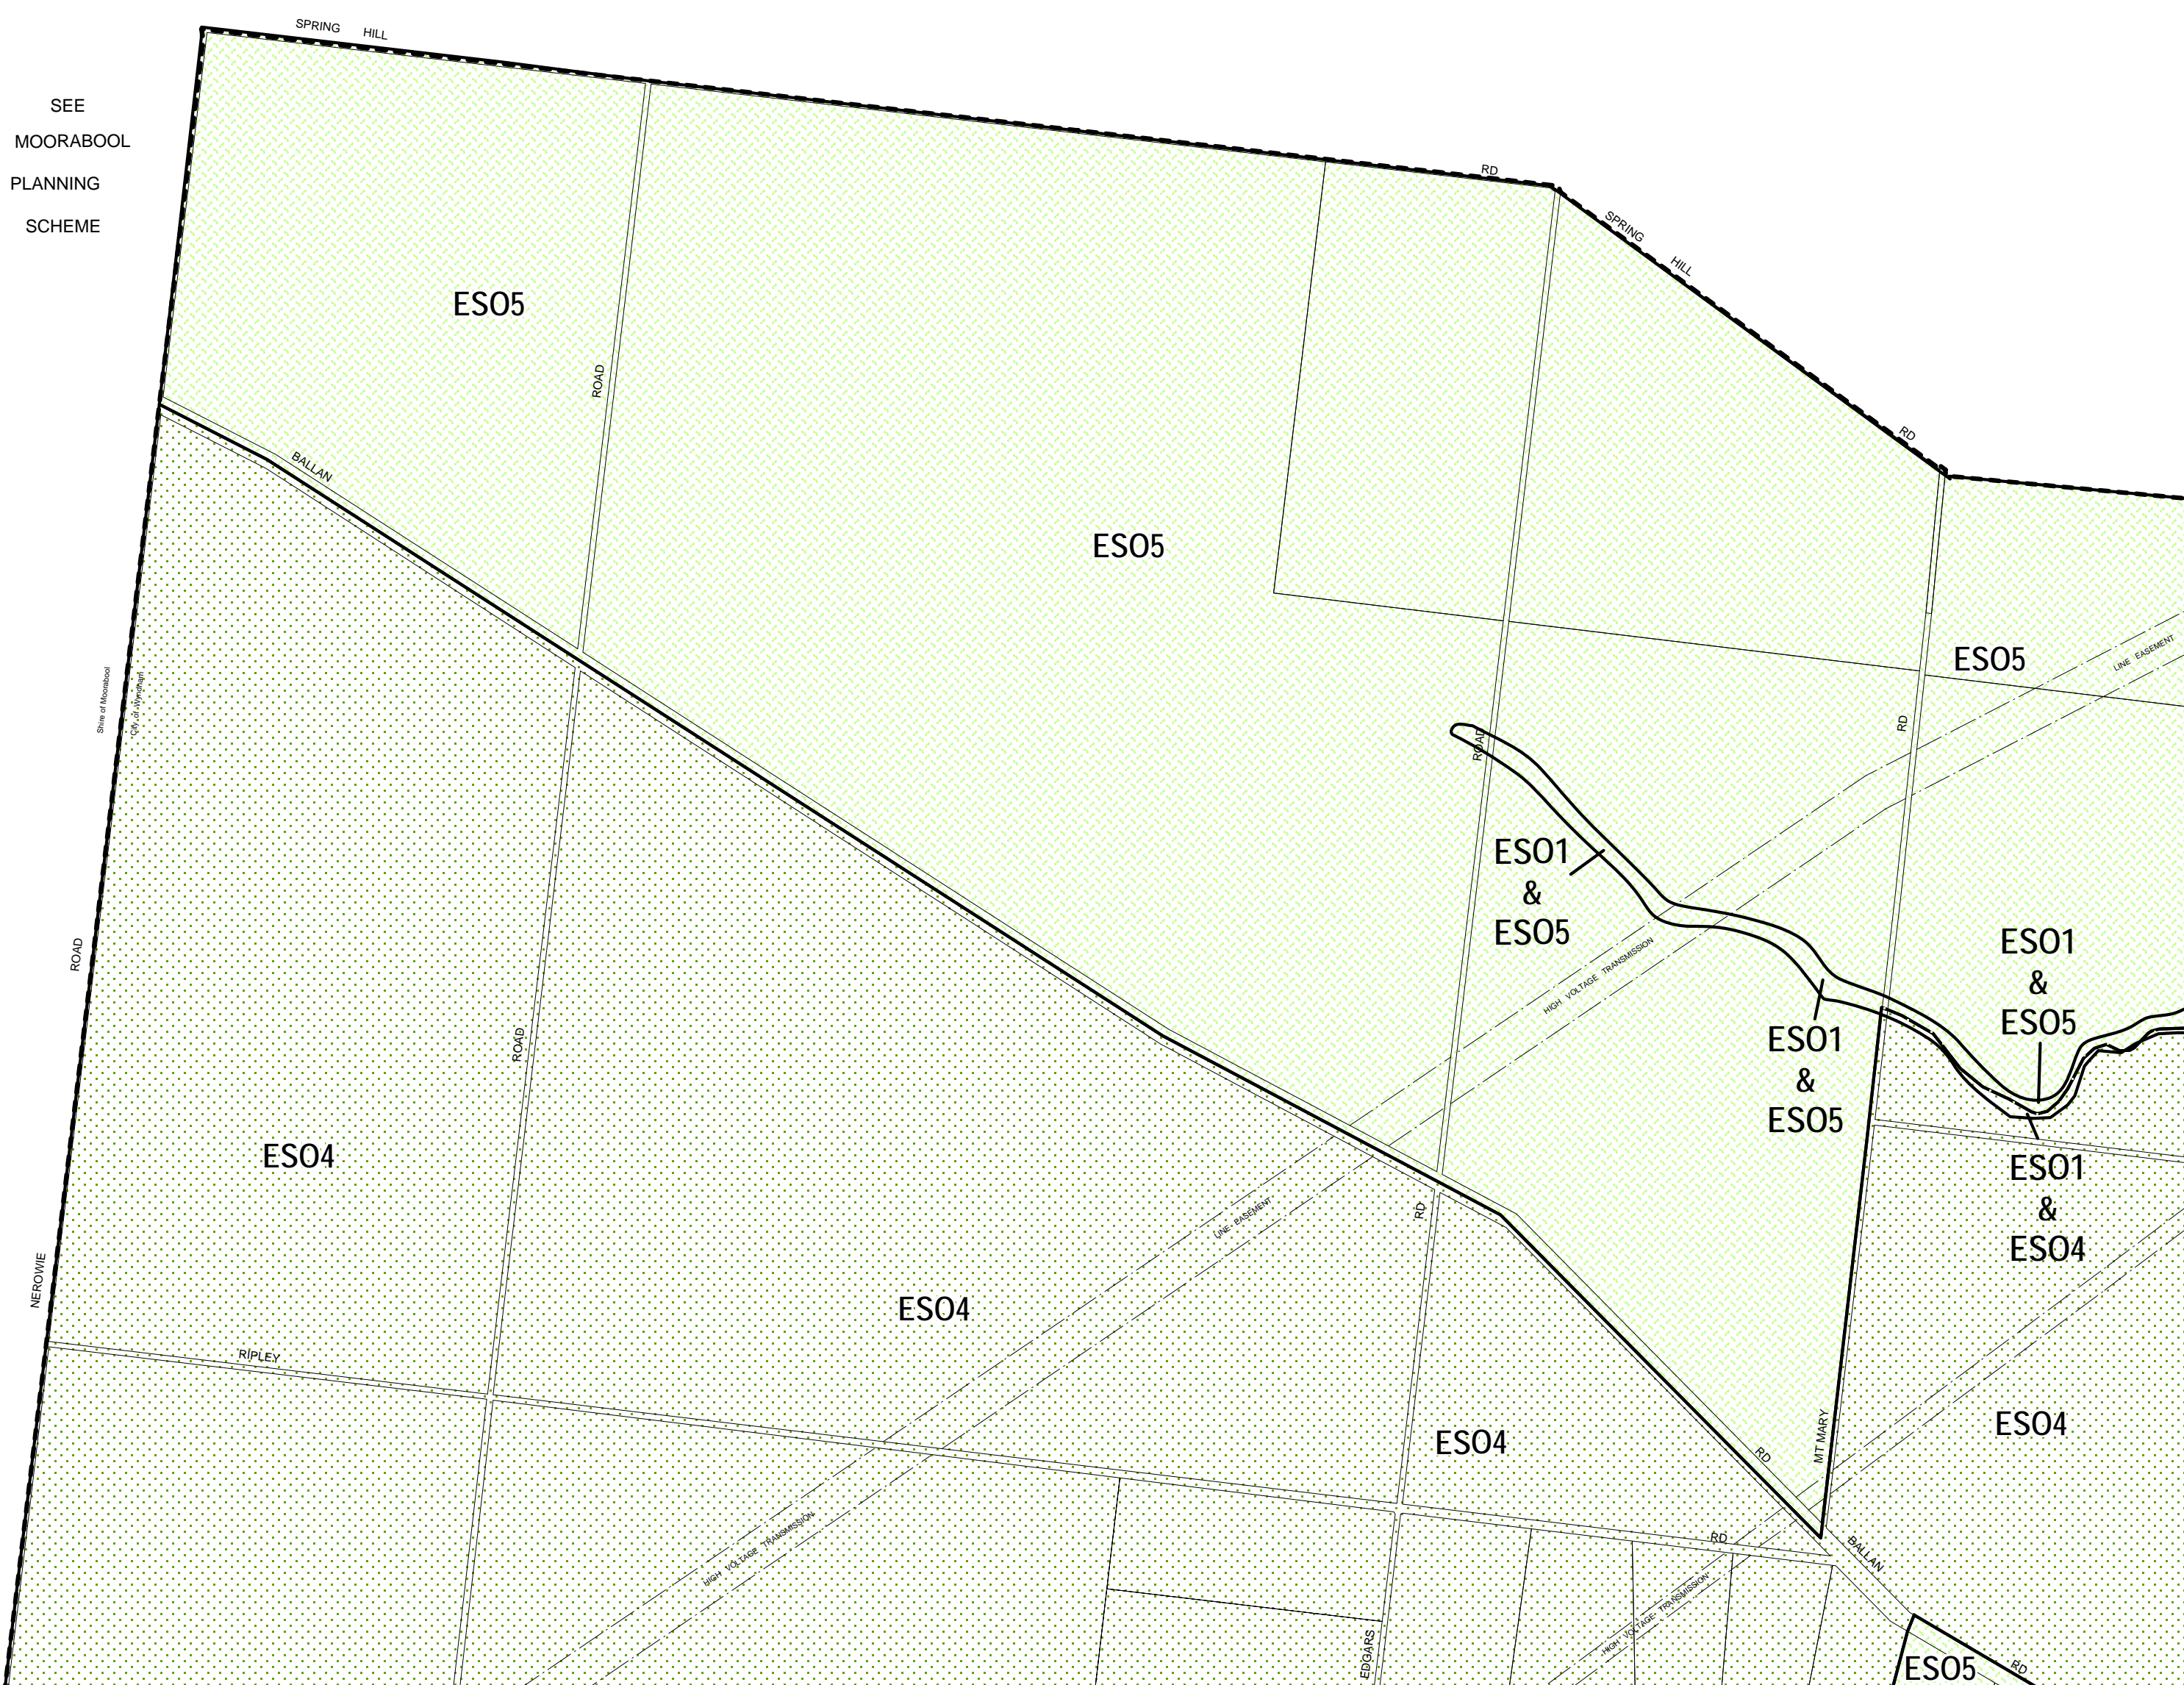 SPRING HILL
SEE
MOORABOOL
PLANNING
SCHEME
RD
SPRING
HILL
RD
ESO5
ROAD
BALLAN
ESO5
ESO5
LINE EASEMENT
RD
ROAD
Shire of Moorabool
City of Wyndham
ESO1
&
ESO5
ROAD
HIGH VOLTAGE TRANSMISSION
ESO1
&
ESO5
ESO1
&
ESO5
ROAD
ESO4
ESO1
&
ESO4
LINE EASEMENT
RD
NEROWIE
ESO4
RIPLEY
ESO4
MT MARY
ESO4
RD
HIGH VOLTAGE TRANSMISSION
RD
BALLAN
HIGH VOLTAGE TRANSMISSION
EDGARS
ESO5
RD